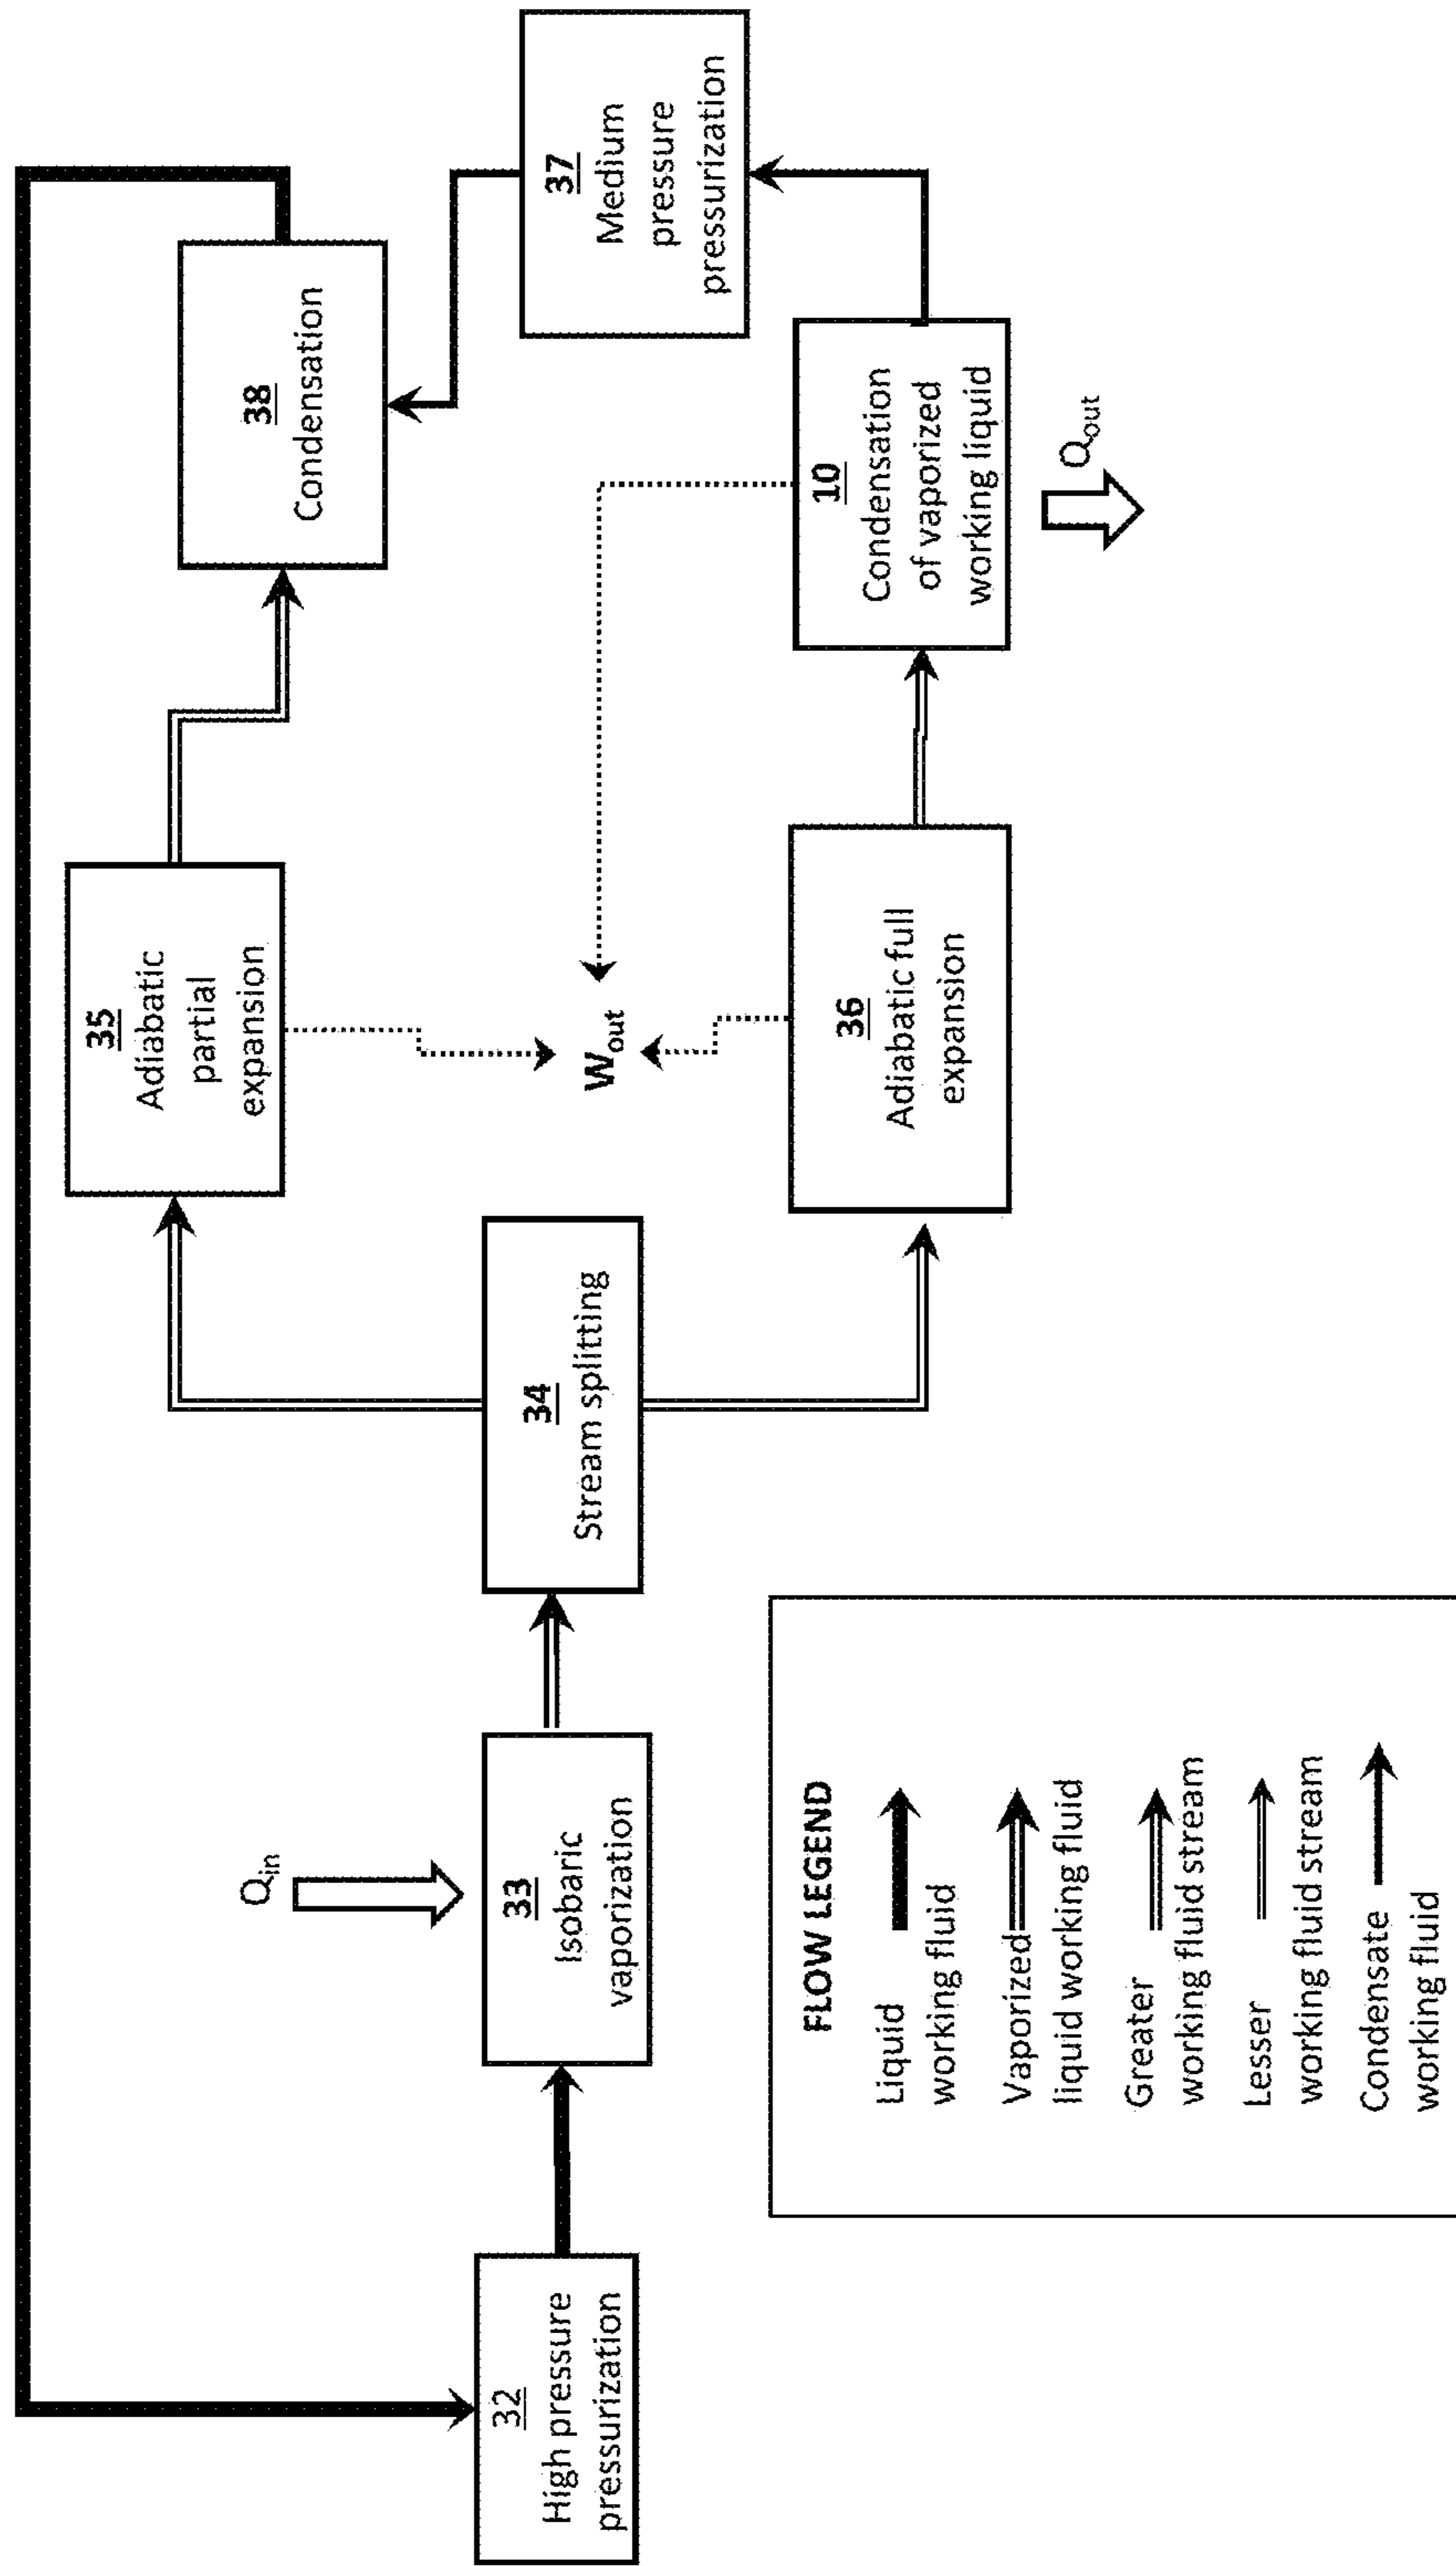 32
High pressure
pressurization
Qin
33
Isobaric
vaporization
34
Stream splitting
35
Adiabatic
partial
expansion
Wout
36
Adiabatic full
expansion
38
Condensation
10
Condensation
of vaporized
working liquid
Qout
37
Medium
pressure
pressurization
FLOW LEGEND
Liquid
working fluid
Vaporized
liquid working fluid
Greater
working fluid stream
Lesser
working fluid stream
Condensate
working fluid